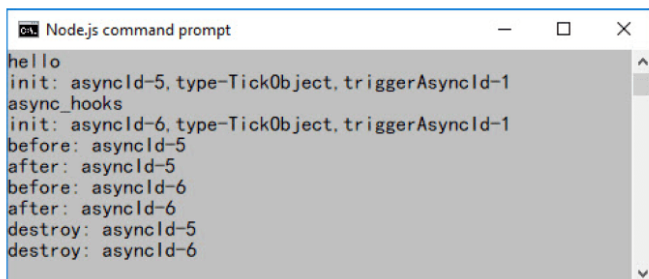 Node.js command prompt
hello
init: asyncId-5,type-TickObject,triggerAsyncId-1
async_hooks
init: asyncId-6,type-TickObject,triggerAsyncId-1
before: asyncId-5
after: asyncId-5
before: asyncId-6
after: asyncId-6
destroy: asyncId-5
destroy: asyncId-6